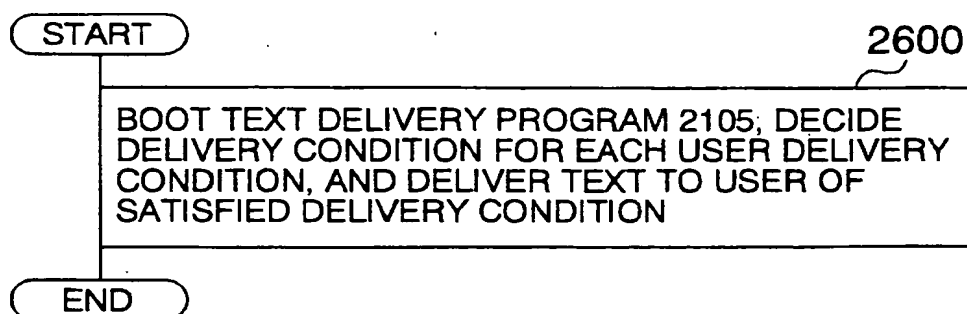 START
2600
BOOT TEXT DELIVERY PROGRAM 2105, DECIDE
DELIVERY CONDITION FOR EACH USER DELIVERY
CONDITION, AND DELIVER TEXT TO USER OF
SATISFIED DELIVERY CONDITION
END